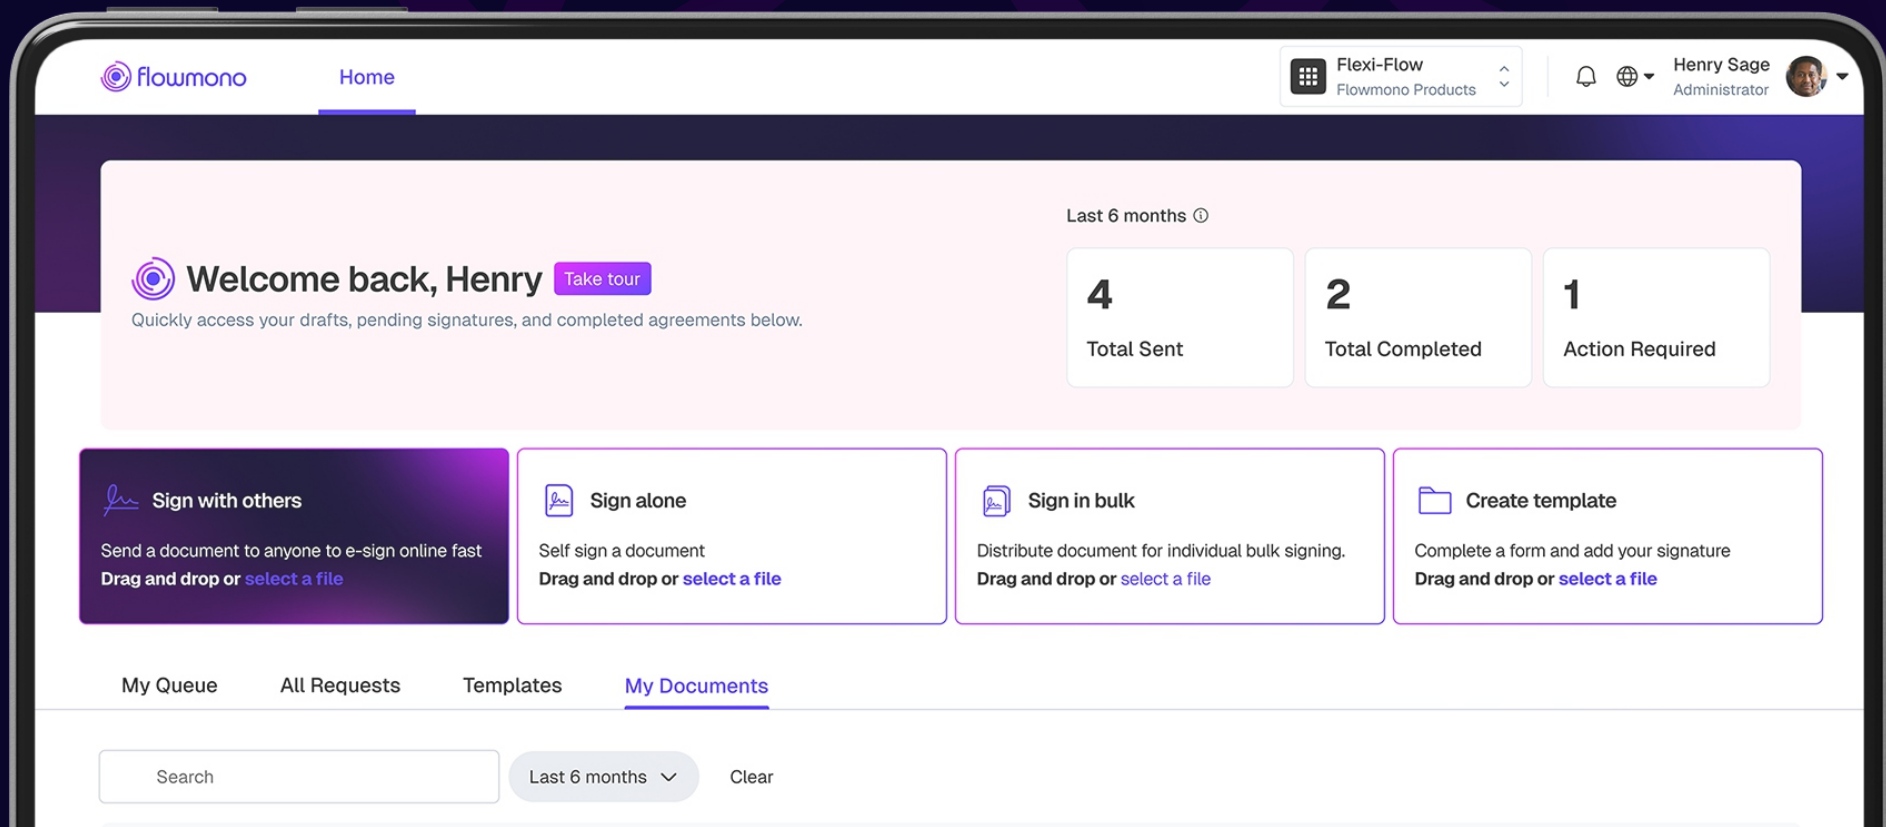 flowmono
Home
Flexi-Flow
Flowmono Products
Henry Sage
Administrator
Last 6 months
Welcome back, Henry
Take tour
Quickly access your drafts, pending signatures, and completed agreements below.
4
Total Sent
2
Total Completed
1
Action Required
Sign with others
Send a document to anyone to e-sign online fast
Drag and drop or select a file
Sign alone
Self sign a document
Drag and drop or select a file
Sign in bulk
Distribute document for individual bulk signing.
Drag and drop or select a file
Create template
Complete a form and add your signature
Drag and drop or select a file
My Queue
All Requests
Templates
My Documents
Search
Last 6 months
Clear